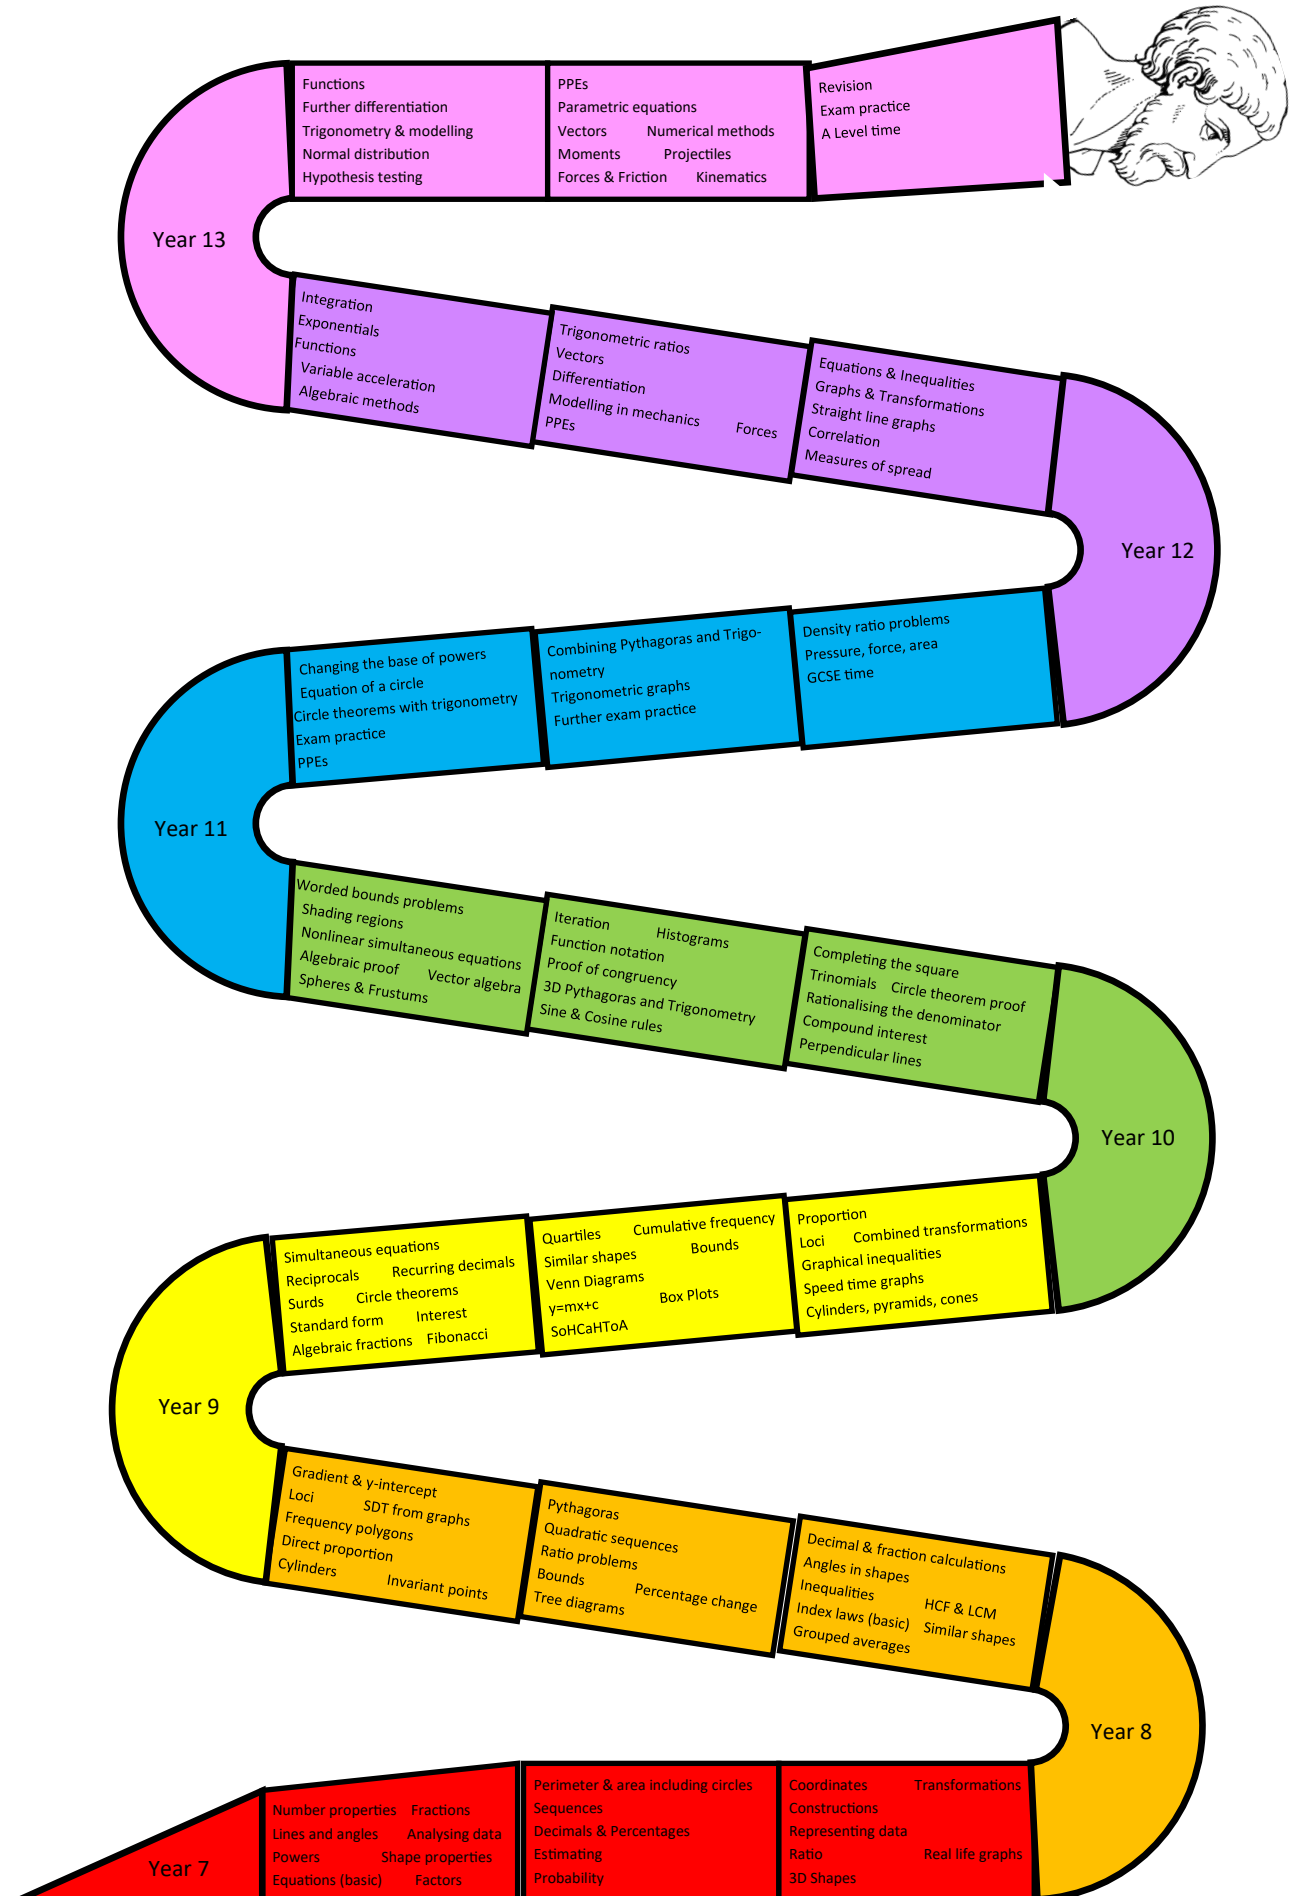 Functions
Further differentiation
Trigonometry & modelling
Normal distribution
Hypothesis testing
PPEs
Parametric equations
Vectors Numerical methods
Moments Projectiles
Forces & Friction Kinematics
Revision
Exam practice
A Level time
Year 13
Integration
Exponentials
Functions
Variable acceleration
Algebraic methods
Trigonometric ratios
Vectors
Differentiation
Modelling in mechanics Forces
PPEs
Equations & Inequalities
Graphs & Transformations
Straight line graphs
Correlation
Measures of spread
Year 12
Changing the base of powers
Equation of a circle
Circle theorems with trigonometry
Exam practice
PPEs
Combining Pythagoras and Trigo-
nometry
Trigonometric graphs
Further exam practice
Density ratio problems
Pressure, force, area
GCSE time
Year 11
Worded bounds problems
Shading regions
Nonlinear simultaneous equations
Algebraic proof Vector algebra
Spheres & Frustums
Iteration Histograms
Function notation
Proof of congruency
3D Pythagoras and Trigonometry
Sine & Cosine rules
Completing the square
Trinomials Circle theorem proof
Rationalising the denominator
Compound interest
Perpendicular lines
Year 10
Simultaneous equations
Reciprocals Recurring decimals
Surds Circle theorems
Standard form Interest
Algebraic fractions Fibonacci
Quartiles Cumulative frequency
Similar shapes Bounds
Venn Diagrams
y=mx+c Box Plots
SoHCaHToA
Proportion
Loci Combined transformations
Graphical inequalities
Speed time graphs
Cylinders, pyramids, cones
Year 9
Gradient & y-intercept
Loci SDT from graphs
Frequency polygons
Direct proportion
Cylinders Invariant points
Pythagoras
Quadratic sequences
Ratio problems
Bounds Percentage change
Tree diagrams
Decimal & fraction calculations
Angles in shapes
Inequalities HCF & LCM
Index laws (basic) Similar shapes
Grouped averages
Year 8
Year 7
Number properties Fractions
Lines and angles Analysing data
Powers Shape properties
Equations (basic) Factors
Perimeter & area including circles
Sequences
Decimals & Percentages
Estimating
Probability
Coordinates Transformations
Constructions
Representing data
Ratio Real life graphs
3D Shapes